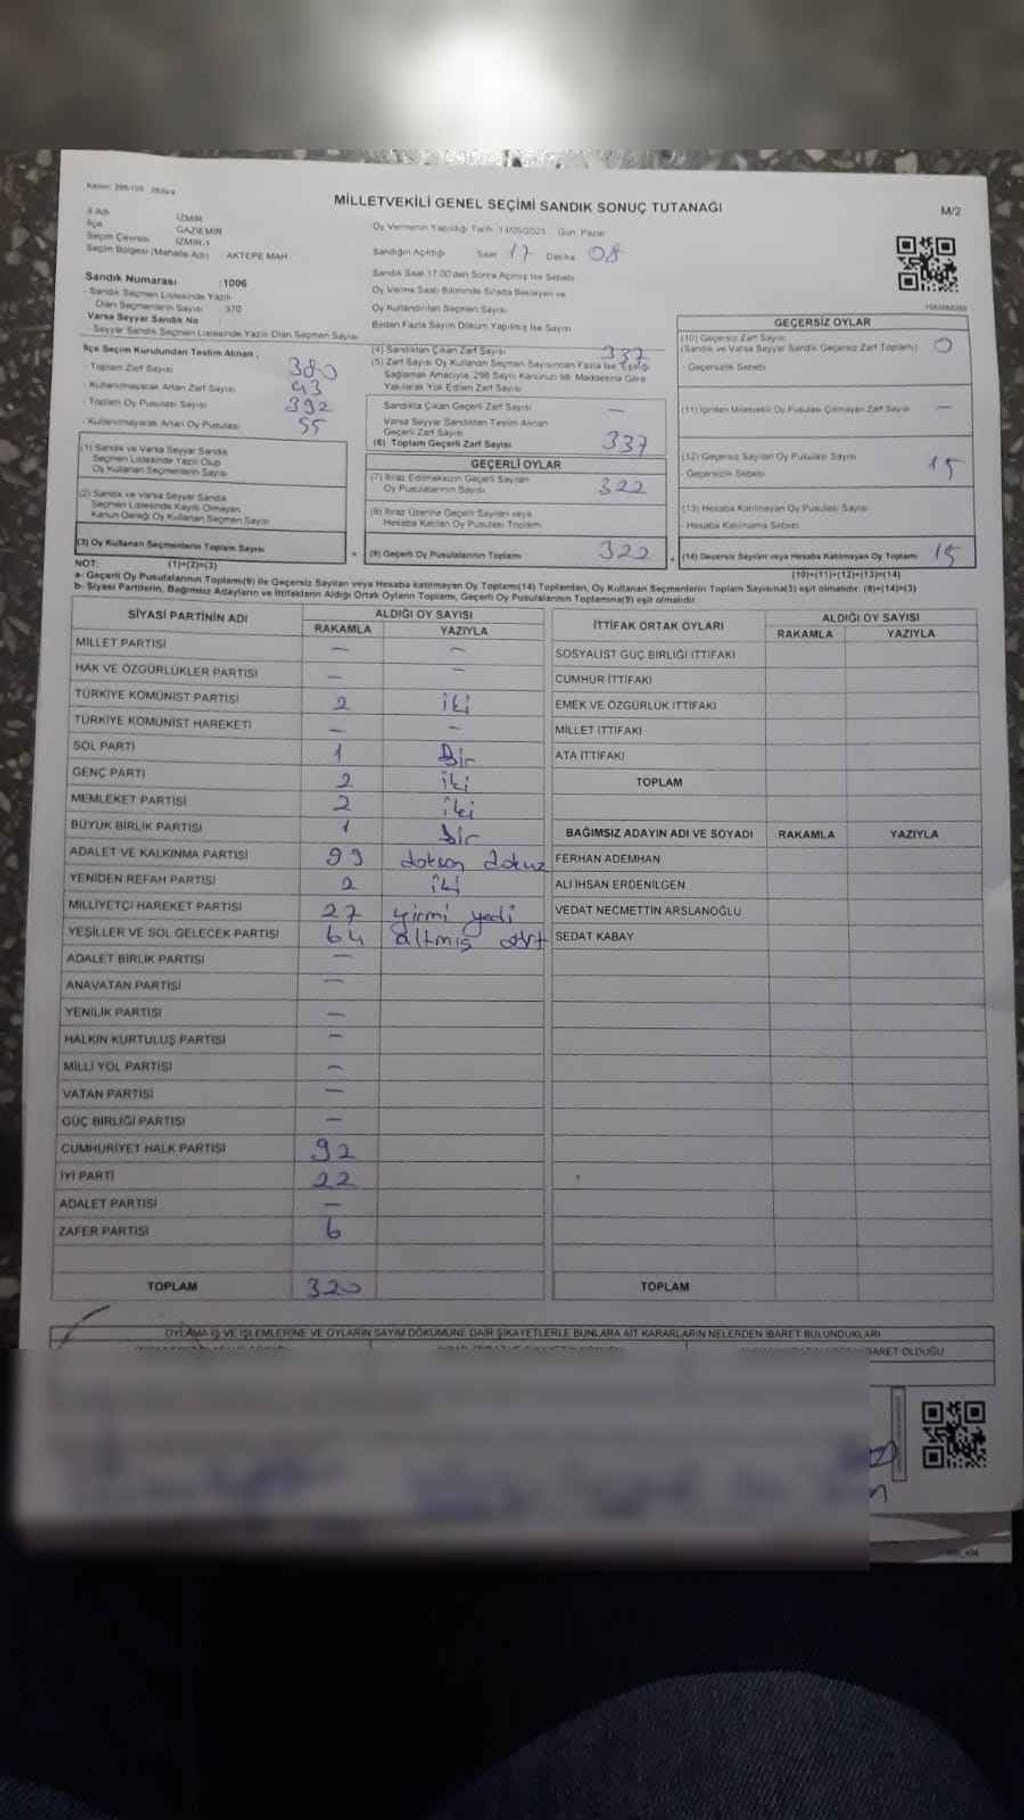 MİLLETVEKİLİ GENEL SEÇİMİ SANDIK SONUÇ TUTANAĞI
M/2
İl Adı İZMİR
İlçe GAZİEMİR
Seçim Çevresi İZMİR-1
Seçim Bölgesi (Mahalle Adı) AKTEPE MAH.
Oy Vermenin Yapıldığı Tarih :14/05/2023 Gün: Pazar
Sandığın Açıldığı Saat 17 Dakika 08
Sandık Saat 17.00'den Sonra Açılmış İse Sebebi
Oy Verme Saati Bitiminde Sırada Bekleyen ve
Oy Kullandırılan Seçmen Sayısı
Birden Fazla Sayım Döküm Yapılmış İse Sayısı
Sandık Numarası :1006
- Sandık Seçmen Listesinde Yazılı
Olan Seçmenlerin Sayısı 370
Varsa Seyyar Sandık No
- Seyyar Sandık Seçmen Listesinde Yazılı Olan Seçmen Sayısı
İlçe Seçim Kurulundan Teslim Alınan ;
- Toplam Zarf Sayısı 380
- Kullanılmayarak Artan Zarf Sayısı 43
- Toplam Oy Pusulası Sayısı 392
- Kullanılmayarak Artan Oy Pusulası 55
(1) Sandık ve Varsa Seyyar Sandık
Seçmen Listesinde Yazılı Olup
Oy Kullanan Seçmenlerin Sayısı
(2) Sandık ve Varsa Seyyar Sandık
Seçmen Listesinde Kayıtlı Olmayan
Kanun Gereği Oy Kullanan Seçmen Sayısı
(3) Oy Kullanan Seçmenlerin Toplam Sayısı
(4) Sandıktan Çıkan Zarf Sayısı 337
(5) Zarf Sayısı Oy Kullanan Seçmen Sayısından Fazla İse Eşitliği
Sağlamak Amacıyla, 298 Sayılı Kanunun 98. Maddesine Göre
Yakılarak Yok Edilen Zarf Sayısı
Sandıkta Çıkan Geçerli Zarf Sayısı —
Varsa Seyyar Sandıktan Teslim Alınan
Geçerli Zarf Sayısı
(6) Toplam Geçerli Zarf Sayısı 337
GEÇERLİ OYLAR
(7) İtiraz Edilmeksizin Geçerli Sayılan
Oy Pusulalarının Sayısı 322
(8) İtiraz Üzerine Geçerli Sayılan veya
Hesaba Katılan Oy Pusulası Toplamı
(9) Geçerli Oy Pusulalarının Toplamı 322
GEÇERSİZ OYLAR
(10) Geçersiz Zarf Sayısı
(Sandık ve Varsa Seyyar Sandık Geçersiz Zarf Toplamı) 0
- Geçersizlik Sebebi
(11) İçinden Milletvekili Oy Pusulası Çıkmayan Zarf Sayısı —
(12) Geçersiz Sayılan Oy Pusulası Sayısı 15
- Geçersizlik Sebebi
(13) Hesaba Katılmayan Oy Pusulası Sayısı
Hesaba Katılmama Sebebi
(14) Geçersiz Sayılan veya Hesaba Katılmayan Oy Toplamı 15
NOT: (1)+(2)=(3)
(10)+(11)+(12)+(13)=(14)
a- Geçerli Oy Pusulalarının Toplamı(9) ile Geçersiz Sayılan veya Hesaba katılmayan Oy Toplamı(14) Toplamları, Oy Kullanan Seçmenlerin Toplam Sayısına(3) eşit olmalıdır. (9)+(14)=(3)
b- Siyasi Partilerin, Bağımsız Adayların ve İttifakların Aldığı Ortak Oyların Toplamı, Geçerli Oy Pusulalarının Toplamına(9) eşit olmalıdır.
SİYASİ PARTİNİN ADI ALDIĞI OY SAYISI
RAKAMLA YAZIYLA
MİLLET PARTİSİ — —
HAK VE ÖZGÜRLÜKLER PARTİSİ — —
TÜRKİYE KOMÜNİST PARTİSİ 2 iki
TÜRKİYE KOMÜNİST HAREKETİ — —
SOL PARTİ 1 Bir
GENÇ PARTİ 2 iki
MEMLEKET PARTİSİ 2 iki
BÜYÜK BİRLİK PARTİSİ 1 bir
ADALET VE KALKINMA PARTİSİ 99 doksan dokuz
YENİDEN REFAH PARTİSİ 2 iki
MİLLİYETÇİ HAREKET PARTİSİ 27 yirmi yedi
YEŞİLLER VE SOL GELECEK PARTİSİ 64 altmış dört
ADALET BİRLİK PARTİSİ —
ANAVATAN PARTİSİ —
YENİLİK PARTİSİ —
HALKIN KURTULUŞ PARTİSİ —
MİLLİ YOL PARTİSİ —
VATAN PARTİSİ —
GÜÇ BİRLİĞİ PARTİSİ —
CUMHURİYET HALK PARTİSİ 92
İYİ PARTİ 22
ADALET PARTİSİ —
ZAFER PARTİSİ 6
TOPLAM 320
İTTİFAK ORTAK OYLARI ALDIĞI OY SAYISI
RAKAMLA YAZIYLA
SOSYALİST GÜÇ BİRLİĞİ İTTİFAKI
CUMHUR İTTİFAKI
EMEK VE ÖZGÜRLÜK İTTİFAKI
MİLLET İTTİFAKI
ATA İTTİFAKI
TOPLAM
BAĞIMSIZ ADAYIN ADI VE SOYADI RAKAMLA YAZIYLA
FERHAN ADEMHAN
ALİ İHSAN ERDENİLGEN
VEDAT NECMETTİN ARSLANOĞLU
SEDAT KABAY
TOPLAM
OYLAMA İŞ VE İŞLEMLERİNE VE OYLARIN SAYIM DÖKÜMÜNE DAİR ŞİKAYETLERLE BUNLARA AİT KARARLARIN NELERDEN İBARET BULUNDUKLARI
İBARET OLDUĞU